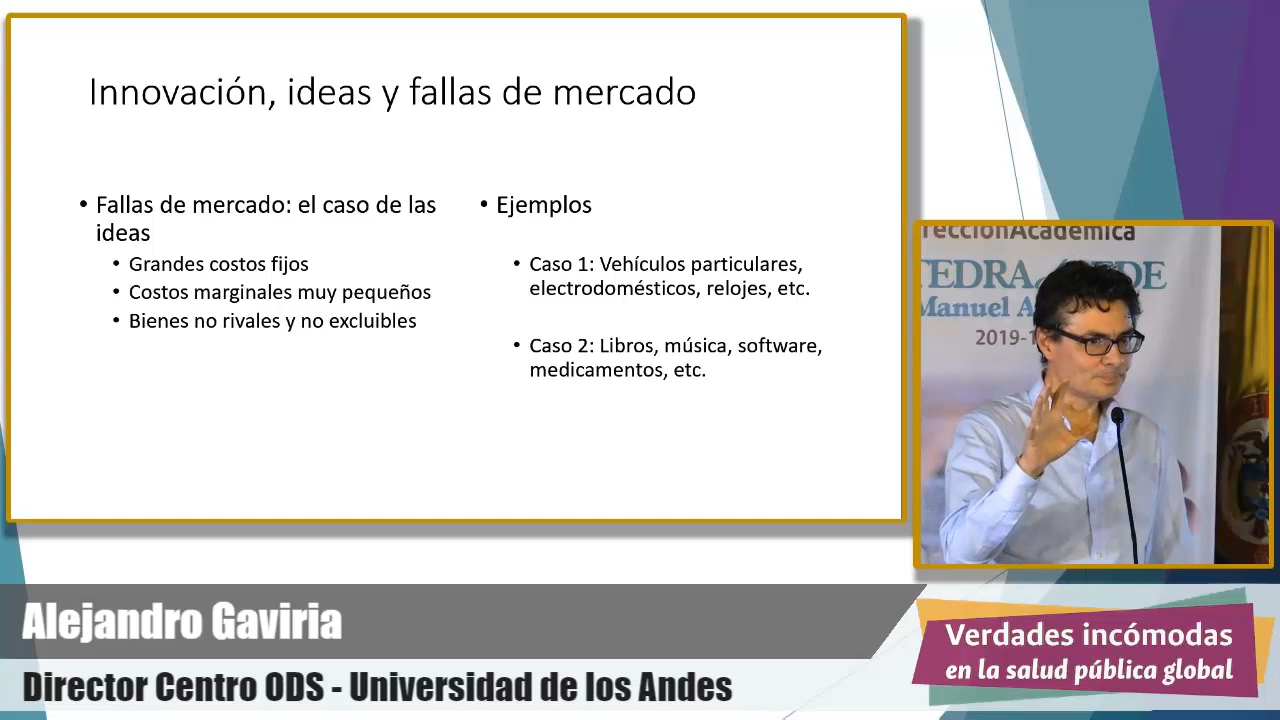 Innovación, ideas y fallas de mercado
• Fallas de mercado: el caso de las
ideas
• Grandes costos fijos
• Costos marginales muy pequeños
• Bienes no rivales y no excluibles
• Ejemplos
• Caso 1: Vehículos particulares,
electrodomésticos, relojes, etc.
• Caso 2: Libros, música, software,
medicamentos, etc.
Académica
Manuel A
2019-1
Alejandro Gaviria
Director Centro ODS - Universidad de los Andes
Verdades incómodas
en la salud pública global